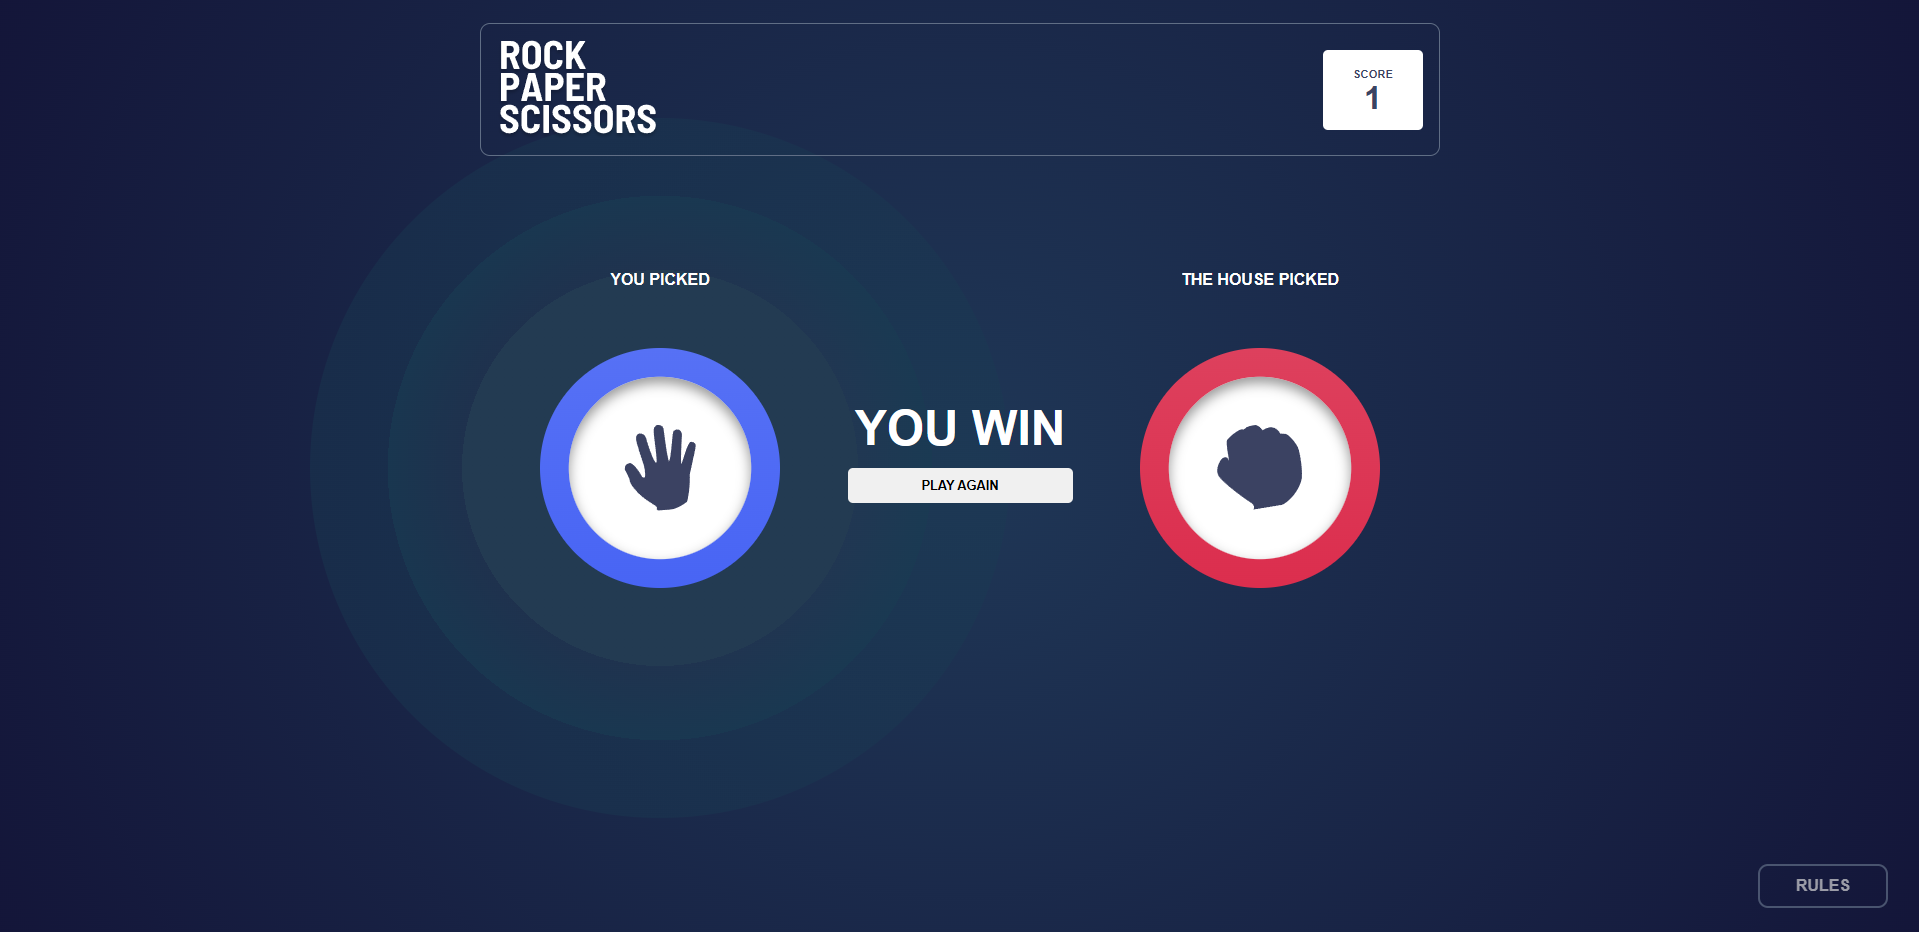 ROCK
PAPER
SCISSORS
SCORE
1
YOU PICKED
THE HOUSE PICKED
YOU WIN
PLAY AGAIN
RULES